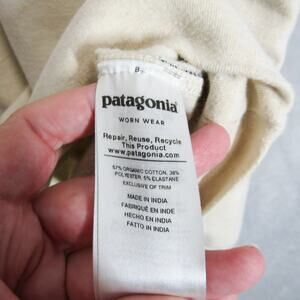 patagonia
WORN WEAR
Repair, Reuse, Recycle
This Product
www.patagonia.com
57% ORGANIC COTTON, 38%
POLYESTER, 5% ELASTANE
EXCLUSIVE OF TRIM
MADE IN INDIA
FABRIQUÉ EN INDE
HECHO EN INDIA
FATTO IN INDIA